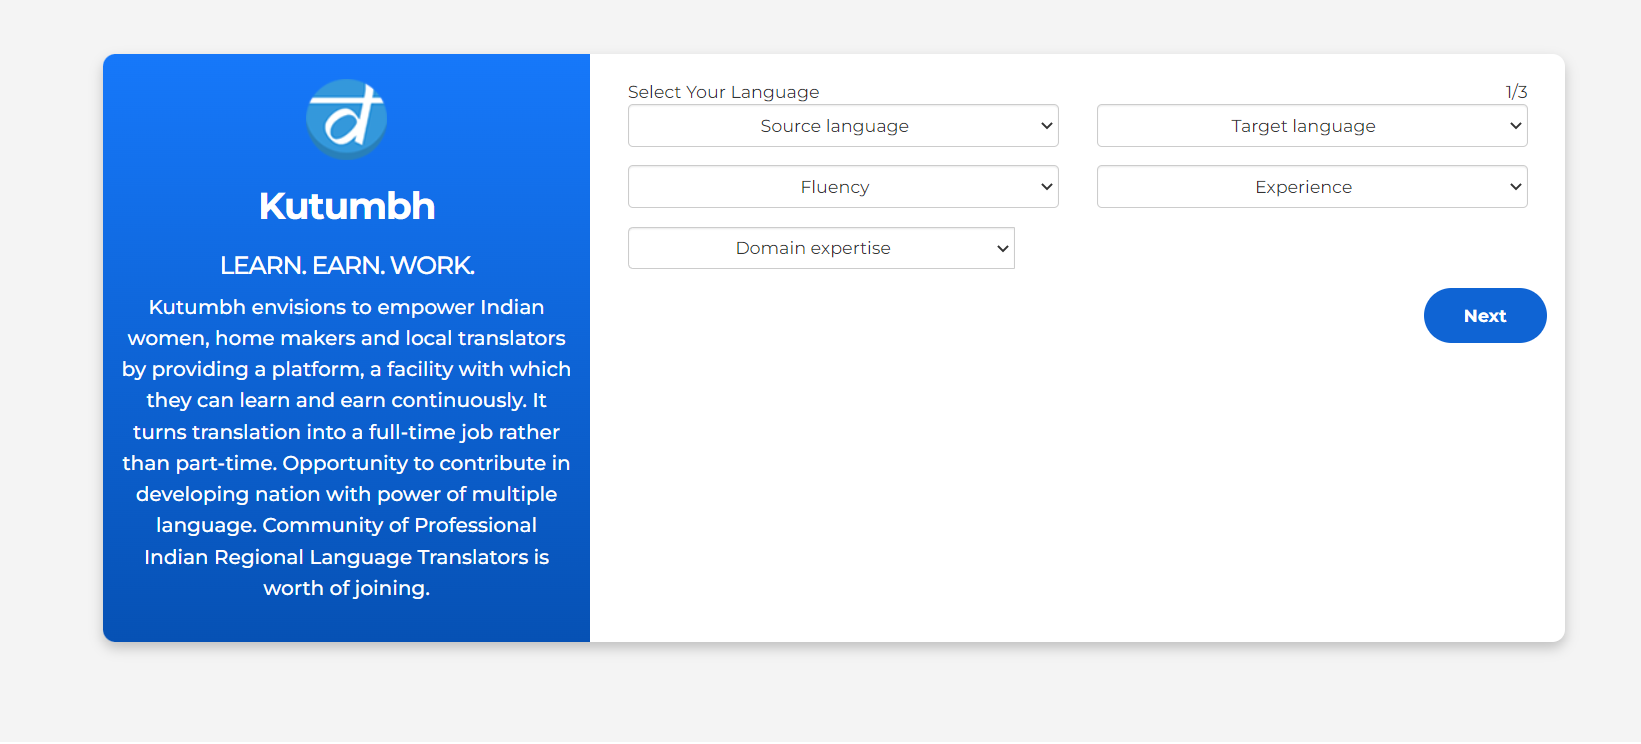 Kutumbh
LEARN. EARN. WORK.
Kutumbh envisions to empower Indian
women, home makers and local translators
by providing a platform, a facility with which
they can learn and earn continuously. It
turns translation into a full-time job rather
than part-time. Opportunity to contribute in
developing nation with power of multiple
language. Community of Professional
Indian Regional Language Translators is
worth of joining.
Select Your Language 1/3
Source language Target language
Fluency Experience
Domain expertise
Next